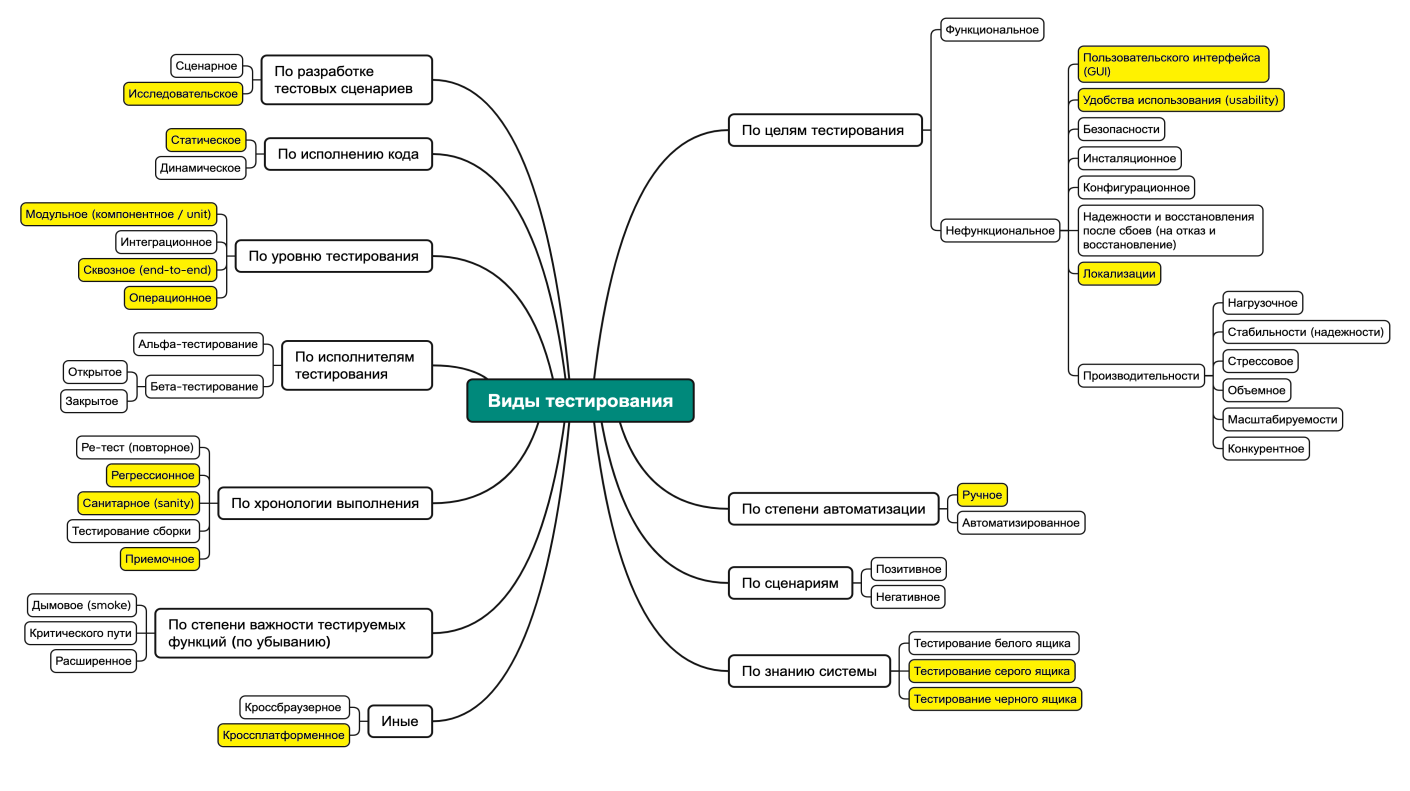 Виды тестирования
По разработке
тестовых сценариев
Сценарное
Исследовательское
По исполнению кода
Статическое
Динамическое
По уровню тестирования
Модульное (компонентное / unit)
Интеграционное
Сквозное (end-to-end)
Операционное
По исполнителям
тестирования
Альфа-тестирование
Бета-тестирование
Открытое
Закрытое
По хронологии выполнения
Ре-тест (повторное)
Регрессионное
Санитарное (sanity)
Тестирование сборки
Приемочное
По степени важности тестируемых
функций (по убыванию)
Дымовое (smoke)
Критического пути
Расширенное
Иные
Кроссбраузерное
Кроссплатформенное
По целям тестирования
Функциональное
Нефункциональное
Пользовательского интерфейса
(GUI)
Удобства использования (usability)
Безопасности
Инсталяционное
Конфигурационное
Надежности и восстановления
после сбоев (на отказ и
восстановление)
Локализации
Производительности
Нагрузочное
Стабильности (надежности)
Стрессовое
Объемное
Масштабируемости
Конкурентное
По степени автоматизации
Ручное
Автоматизированное
По сценариям
Позитивное
Негативное
По знанию системы
Тестирование белого ящика
Тестирование серого ящика
Тестирование черного ящика